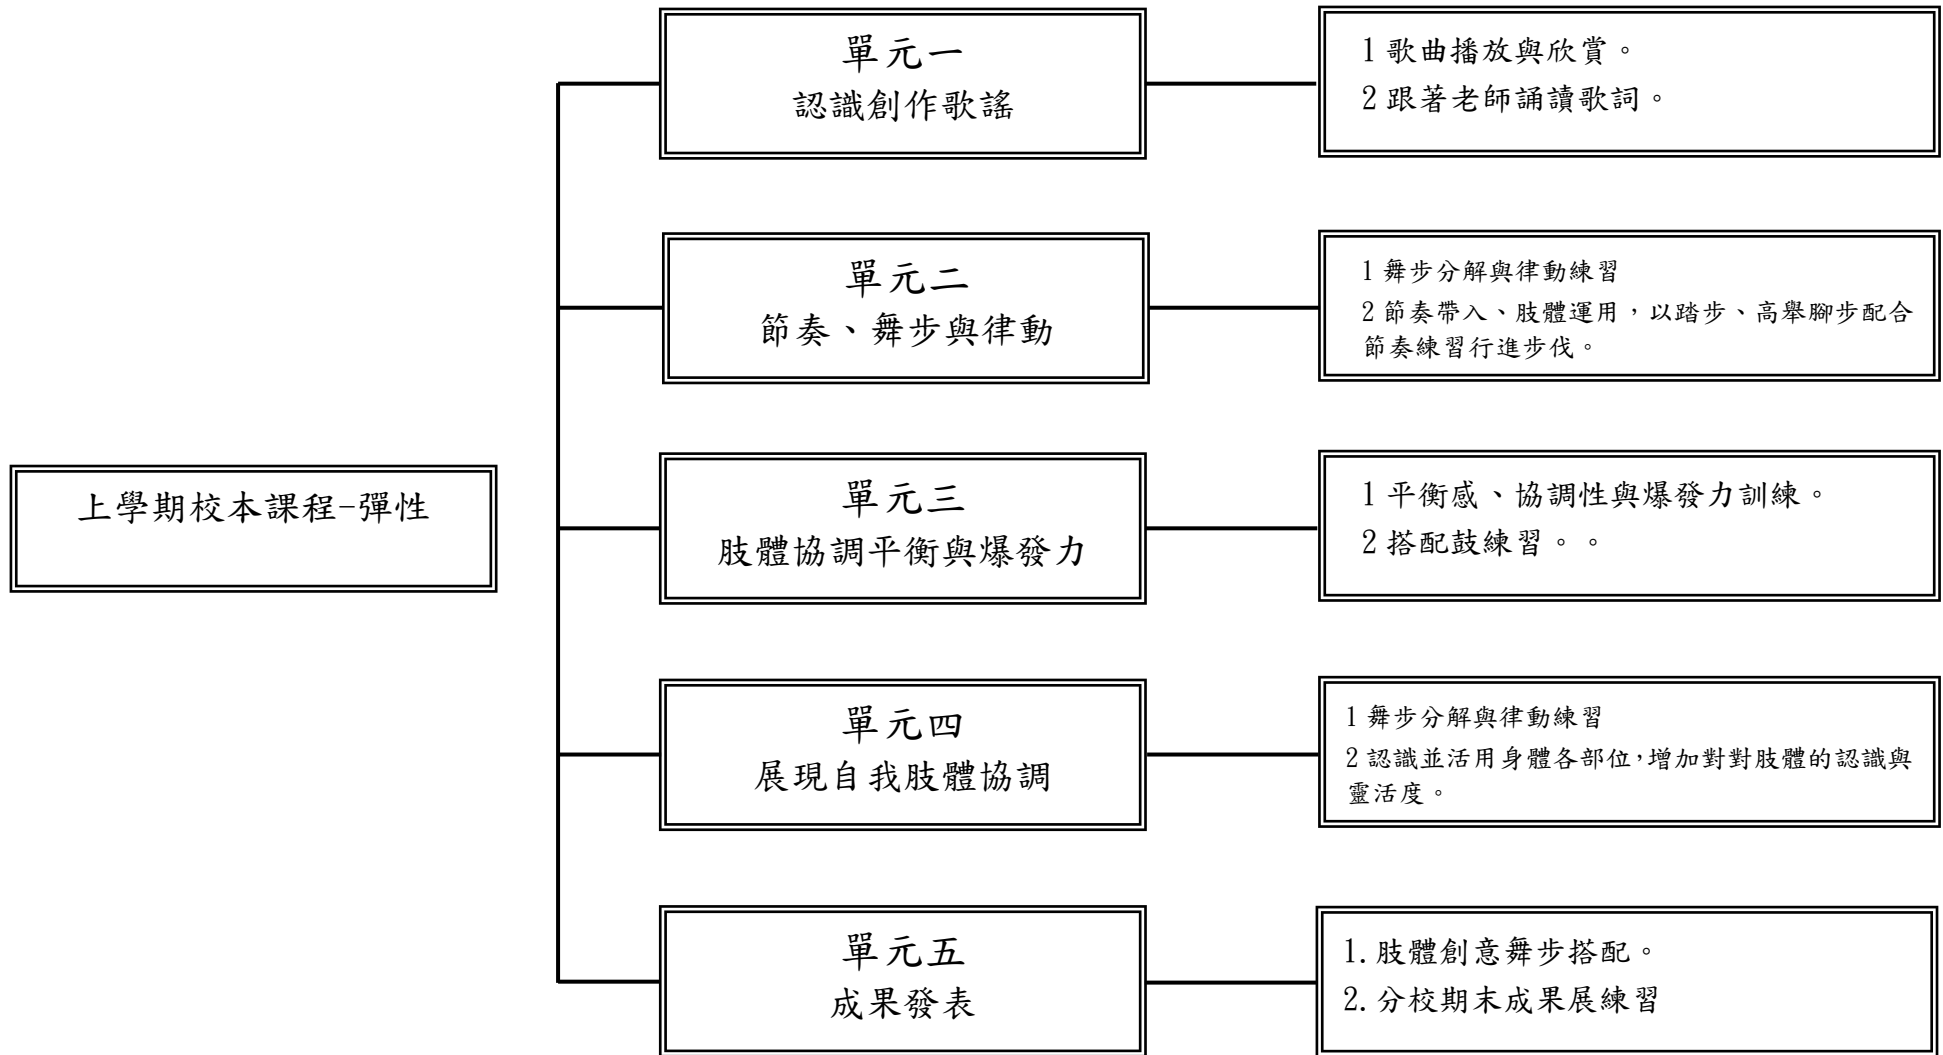 單元一
認識創作歌謠
1 歌曲播放與欣賞。
2 跟著老師誦讀歌詞。
單元二
節奏、舞步與律動
1 舞步分解與律動練習
2 節奏帶入、肢體運用，以踏步、高舉腳步配合
節奏練習行進步伐。
上學期校本課程-彈性
單元三
肢體協調平衡與爆發力
1 平衡感、協調性與爆發力訓練。
2 搭配鼓練習。。
單元四
展現自我肢體協調
1 舞步分解與律動練習
2 認識並活用身體各部位，增加對對肢體的認識與
靈活度。
單元五
成果發表
1. 肢體創意舞步搭配。
2. 分校期末成果展練習